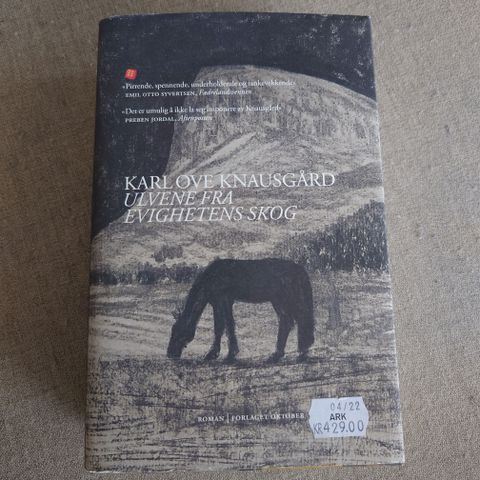 «Pirrende, spennende, underholdende og tankevekkende»
EMIL OTTO SYVERTSEN, Fædrelandsvennen
«Det er umulig å ikke la seg imponere av Knausgård»
PREBEN JORDAL, Aftenposten
KARL OVE KNAUSGÅRD
ULVENE FRA
EVIGHETENS SKOG
ROMAN | FORLAGET OKTOBER
04/22
ARK
KR429.00